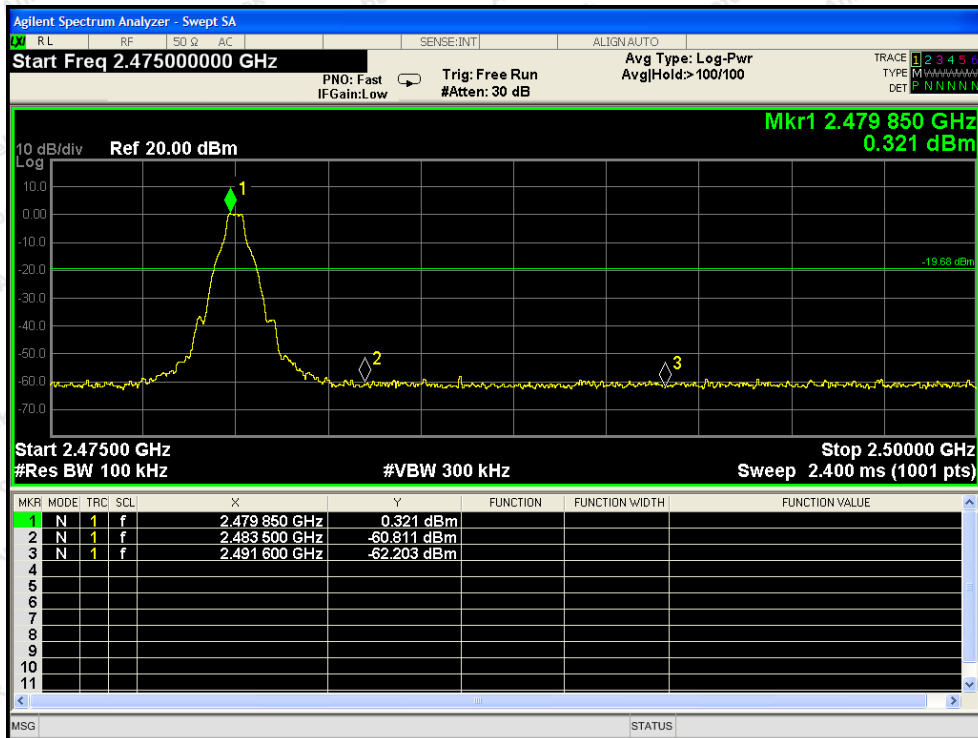 Agilent Spectrum Analyzer - Swept SA
LXI RL RF 50 Ω AC SENSE:INT ALIGN AUTO
Start Freq 2.475000000 GHz
PNO: Fast
IFGain:Low
Trig: Free Run
#Atten: 30 dB
Avg Type: Log-Pwr
Avg|Hold:>100/100
TRACE 1 2 3 4 5 6
TYPE M
DET P N N N N N
Mkr1 2.479 850 GHz
0.321 dBm
10 dB/div Ref 20.00 dBm
Log
10.0
0.00
-10.0
-20.0
-30.0
-40.0
-50.0
-60.0
-70.0
1
-19.68 dBm
2
3
Start 2.47500 GHz Stop 2.50000 GHz
#Res BW 100 kHz #VBW 300 kHz Sweep 2.400 ms (1001 pts)
MKR MODE TRC SCL X Y FUNCTION FUNCTION WIDTH FUNCTION VALUE
1 N 1 f 2.479 850 GHz 0.321 dBm
2 N 1 f 2.483 500 GHz -60.811 dBm
3 N 1 f 2.491 600 GHz -62.203 dBm
4
5
6
7
8
9
10
11
MSG STATUS